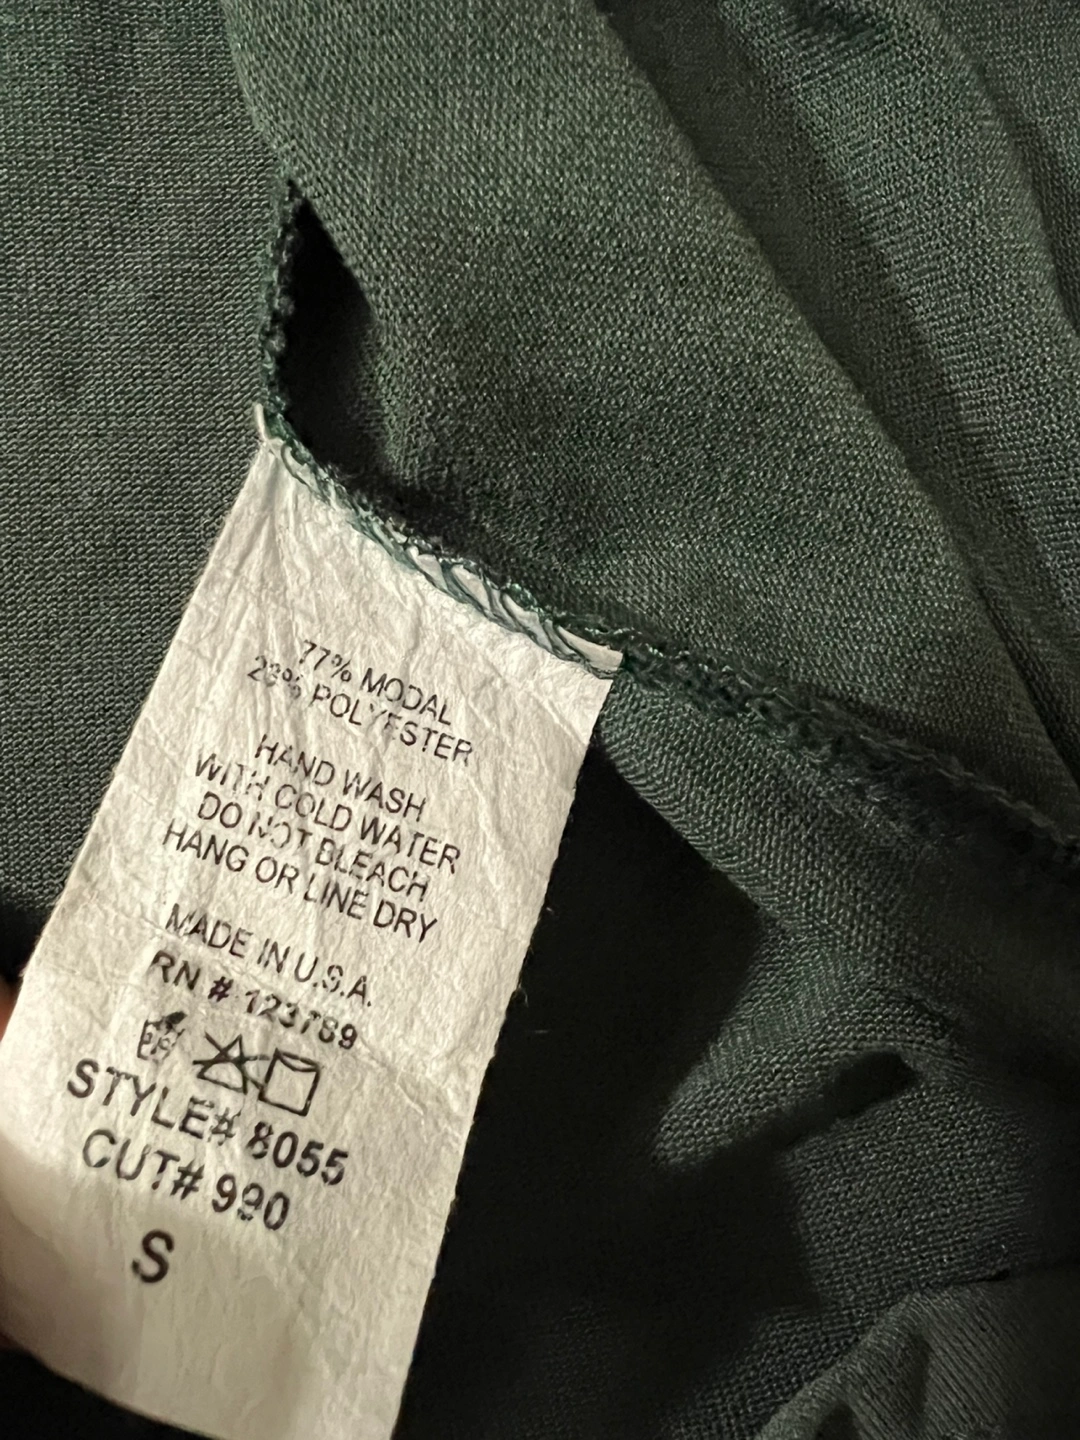 77% MODAL
23% POLYESTER
HAND WASH
WITH COLD WATER
DO NOT BLEACH
HANG OR LINE DRY
MADE IN U.S.A.
RN # 123789
STYLE# 8055
CUT# 990
S